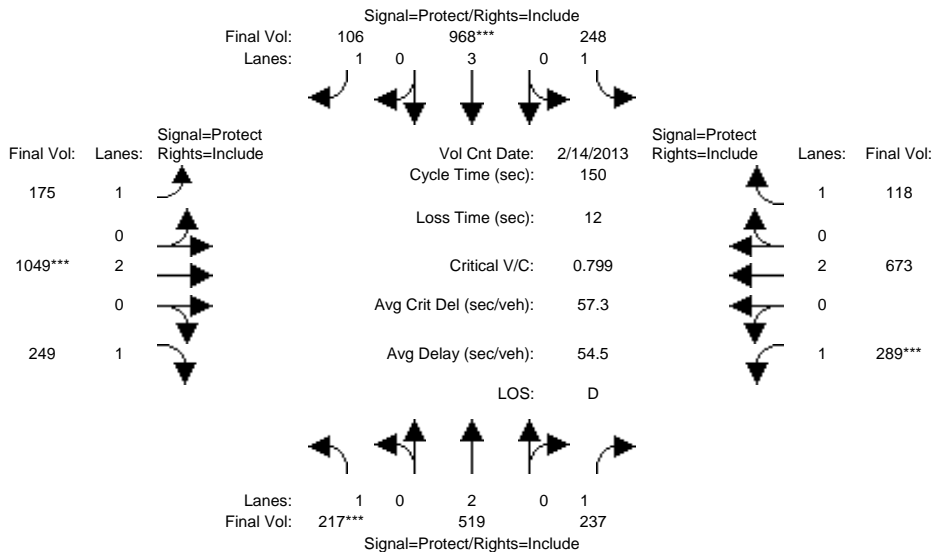 Signal=Protect/Rights=Include
Final Vol: 106 968*** 248
Lanes: 1 0 3 0 1
Signal=Protect Signal=Protect
Final Vol: Lanes: Rights=Include Vol Cnt Date: 2/14/2013 Rights=Include Lanes: Final Vol:
Cycle Time (sec): 150
175 1 1 118
Loss Time (sec): 12
0 0
1049*** 2 Critical V/C: 0.799 2 673
0 Avg Crit Del (sec/veh): 57.3 0
249 1 Avg Delay (sec/veh): 54.5 1 289***
LOS: D
Lanes: 1 0 2 0 1
Final Vol: 217*** 519 237
Signal=Protect/Rights=Include